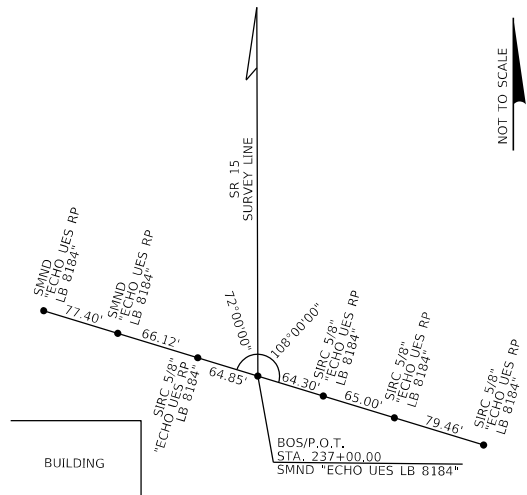 NOT TO SCALE
SR 15
SURVEY LINE
SMND
"ECHO UES RP
LB 8184"
SMND
"ECHO UES RP
LB 8184"
77.40'
66.12'
64.85'
SIRC 5/8"
"ECHO UES RP
LB 8184"
72°00'00"
108°00'00"
64.30'
65.00'
79.46'
SIRC 5/8"
"ECHO UES RP
LB 8184"
SIRC 5/8"
"ECHO UES RP
LB 8184"
SIRC 5/8"
"ECHO UES RP
LB 8184"
BOS/P.O.T.
STA. 237+00.00
SMND "ECHO UES LB 8184"
BUILDING